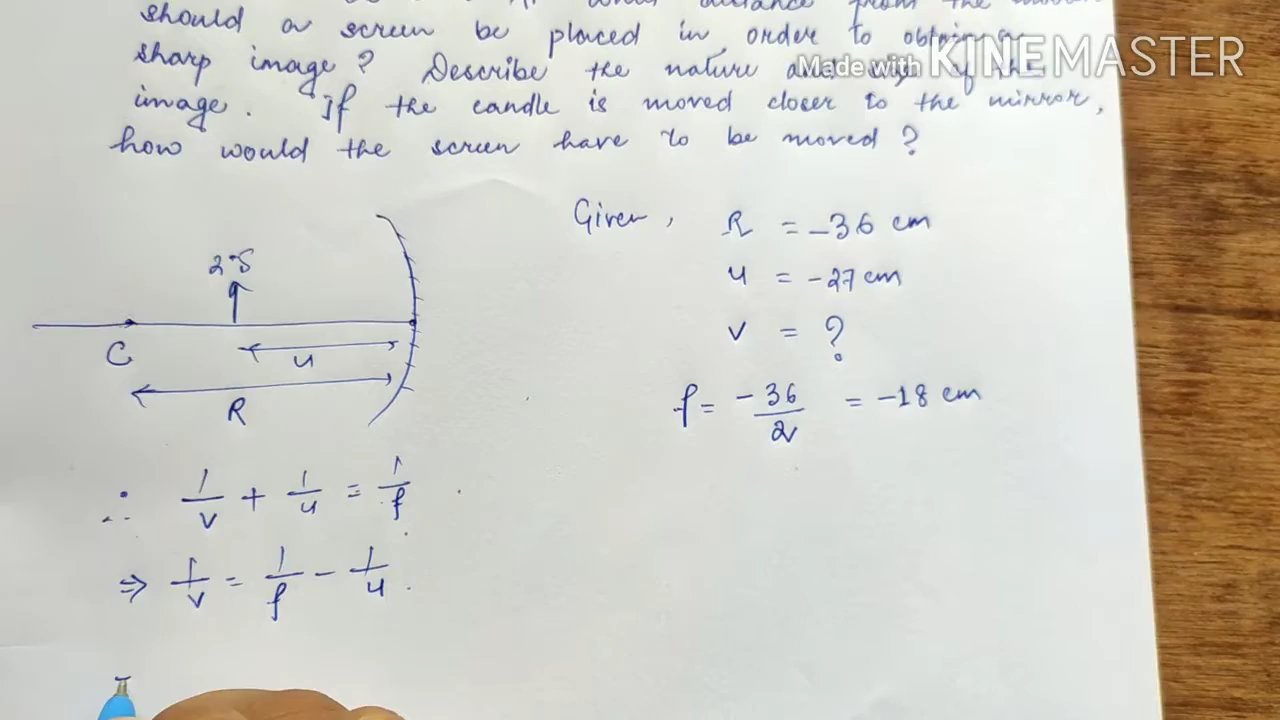 should a screen be placed in order to obtain a
sharp image ? Describe the nature and of the
Made with KINEMASTER
image . If the candle is moved closer to the mirror,
how would the screen have to be moved ?
Given , R = -36 cm
2.5
u = -27 cm
v = ?
C
u
R
f = -36/2 = -18 cm
∴ 1/v + 1/u = 1/f
⇒ 1/v = 1/f - 1/u